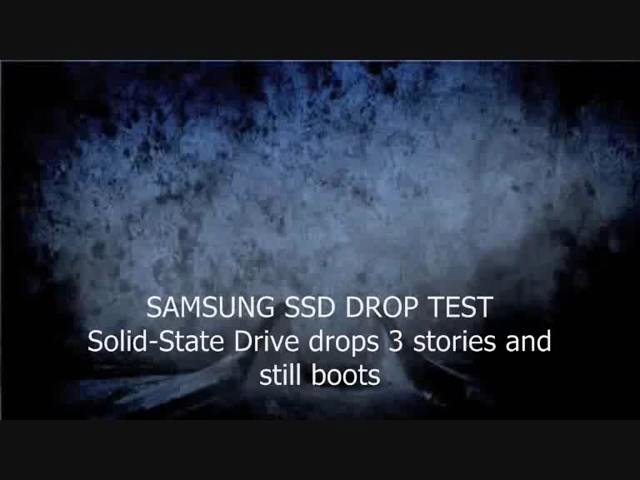 SAMSUNG SSD DROP TEST
Solid-State Drive drops 3 stories and
still boots